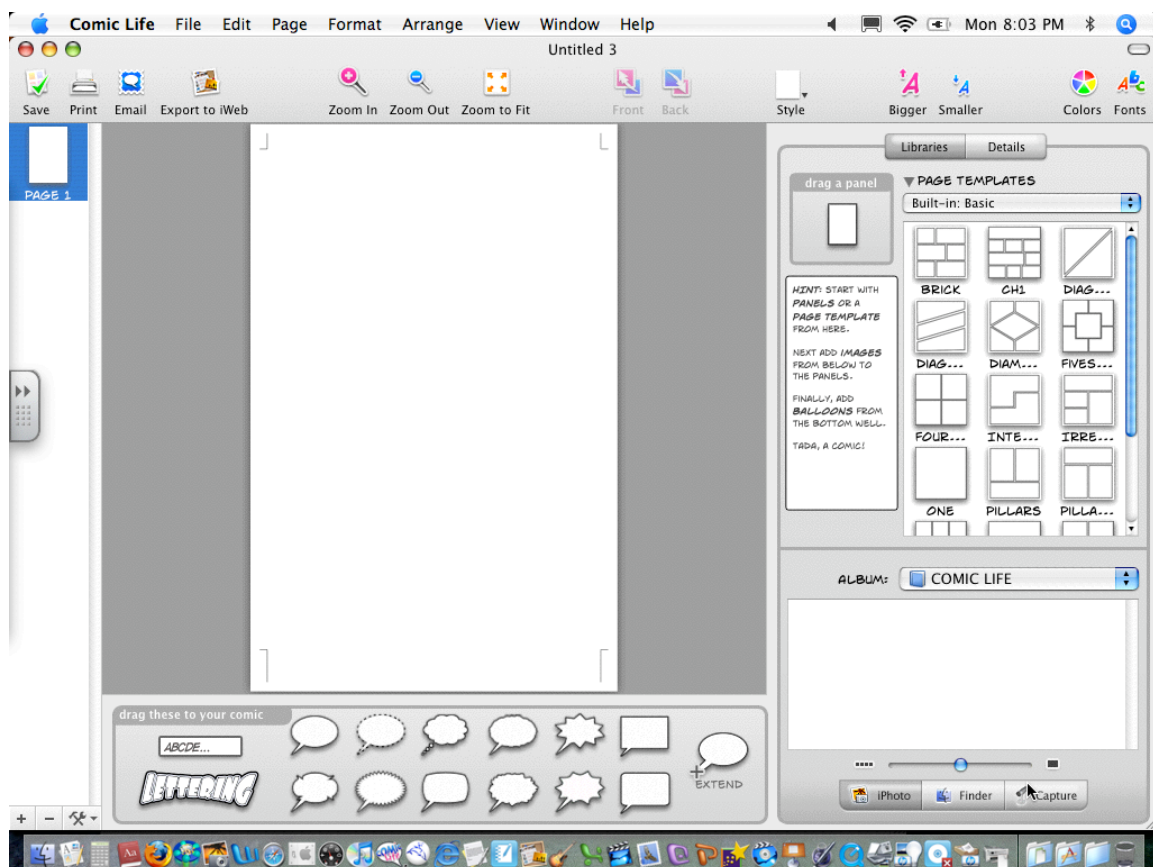 Comic Life File Edit Page Format Arrange View Window Help Mon 8:03 PM
Untitled 3
Save Print Email Export to iWeb Zoom In Zoom Out Zoom to Fit Front Back Style Bigger Smaller Colors Fonts
PAGE 1
Libraries Details
drag a panel
HINT: START WITH
PANELS OR A
PAGE TEMPLATE
FROM HERE.
NEXT ADD IMAGES
FROM BELOW TO
THE PANELS.
FINALLY, ADD
BALLOONS FROM
THE BOTTOM WELL.
TADA, A COMIC!
PAGE TEMPLATES
Built-in: Basic
BRICK CH1 DIAG...
DIAG... DIAM... FIVES...
FOUR... INTE... IRRE...
ONE PILLARS PILLA...
ALBUM: COMIC LIFE
iPhoto Finder Capture
drag these to your comic
ABCDE...
LETTERING
EXTEND